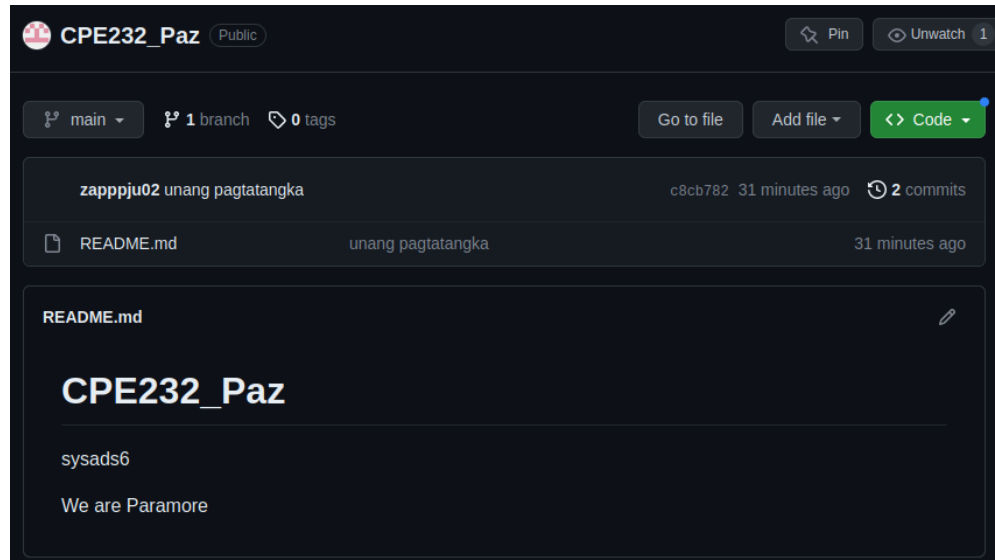 CPE232_Paz Public Pin Unwatch 1
main 1 branch 0 tags Go to file Add file Code
zapppju02 unang pagtatangka c8cb782 31 minutes ago 2 commits
README.md unang pagtatangka 31 minutes ago
README.md
CPE232_Paz
sysads6
We are Paramore